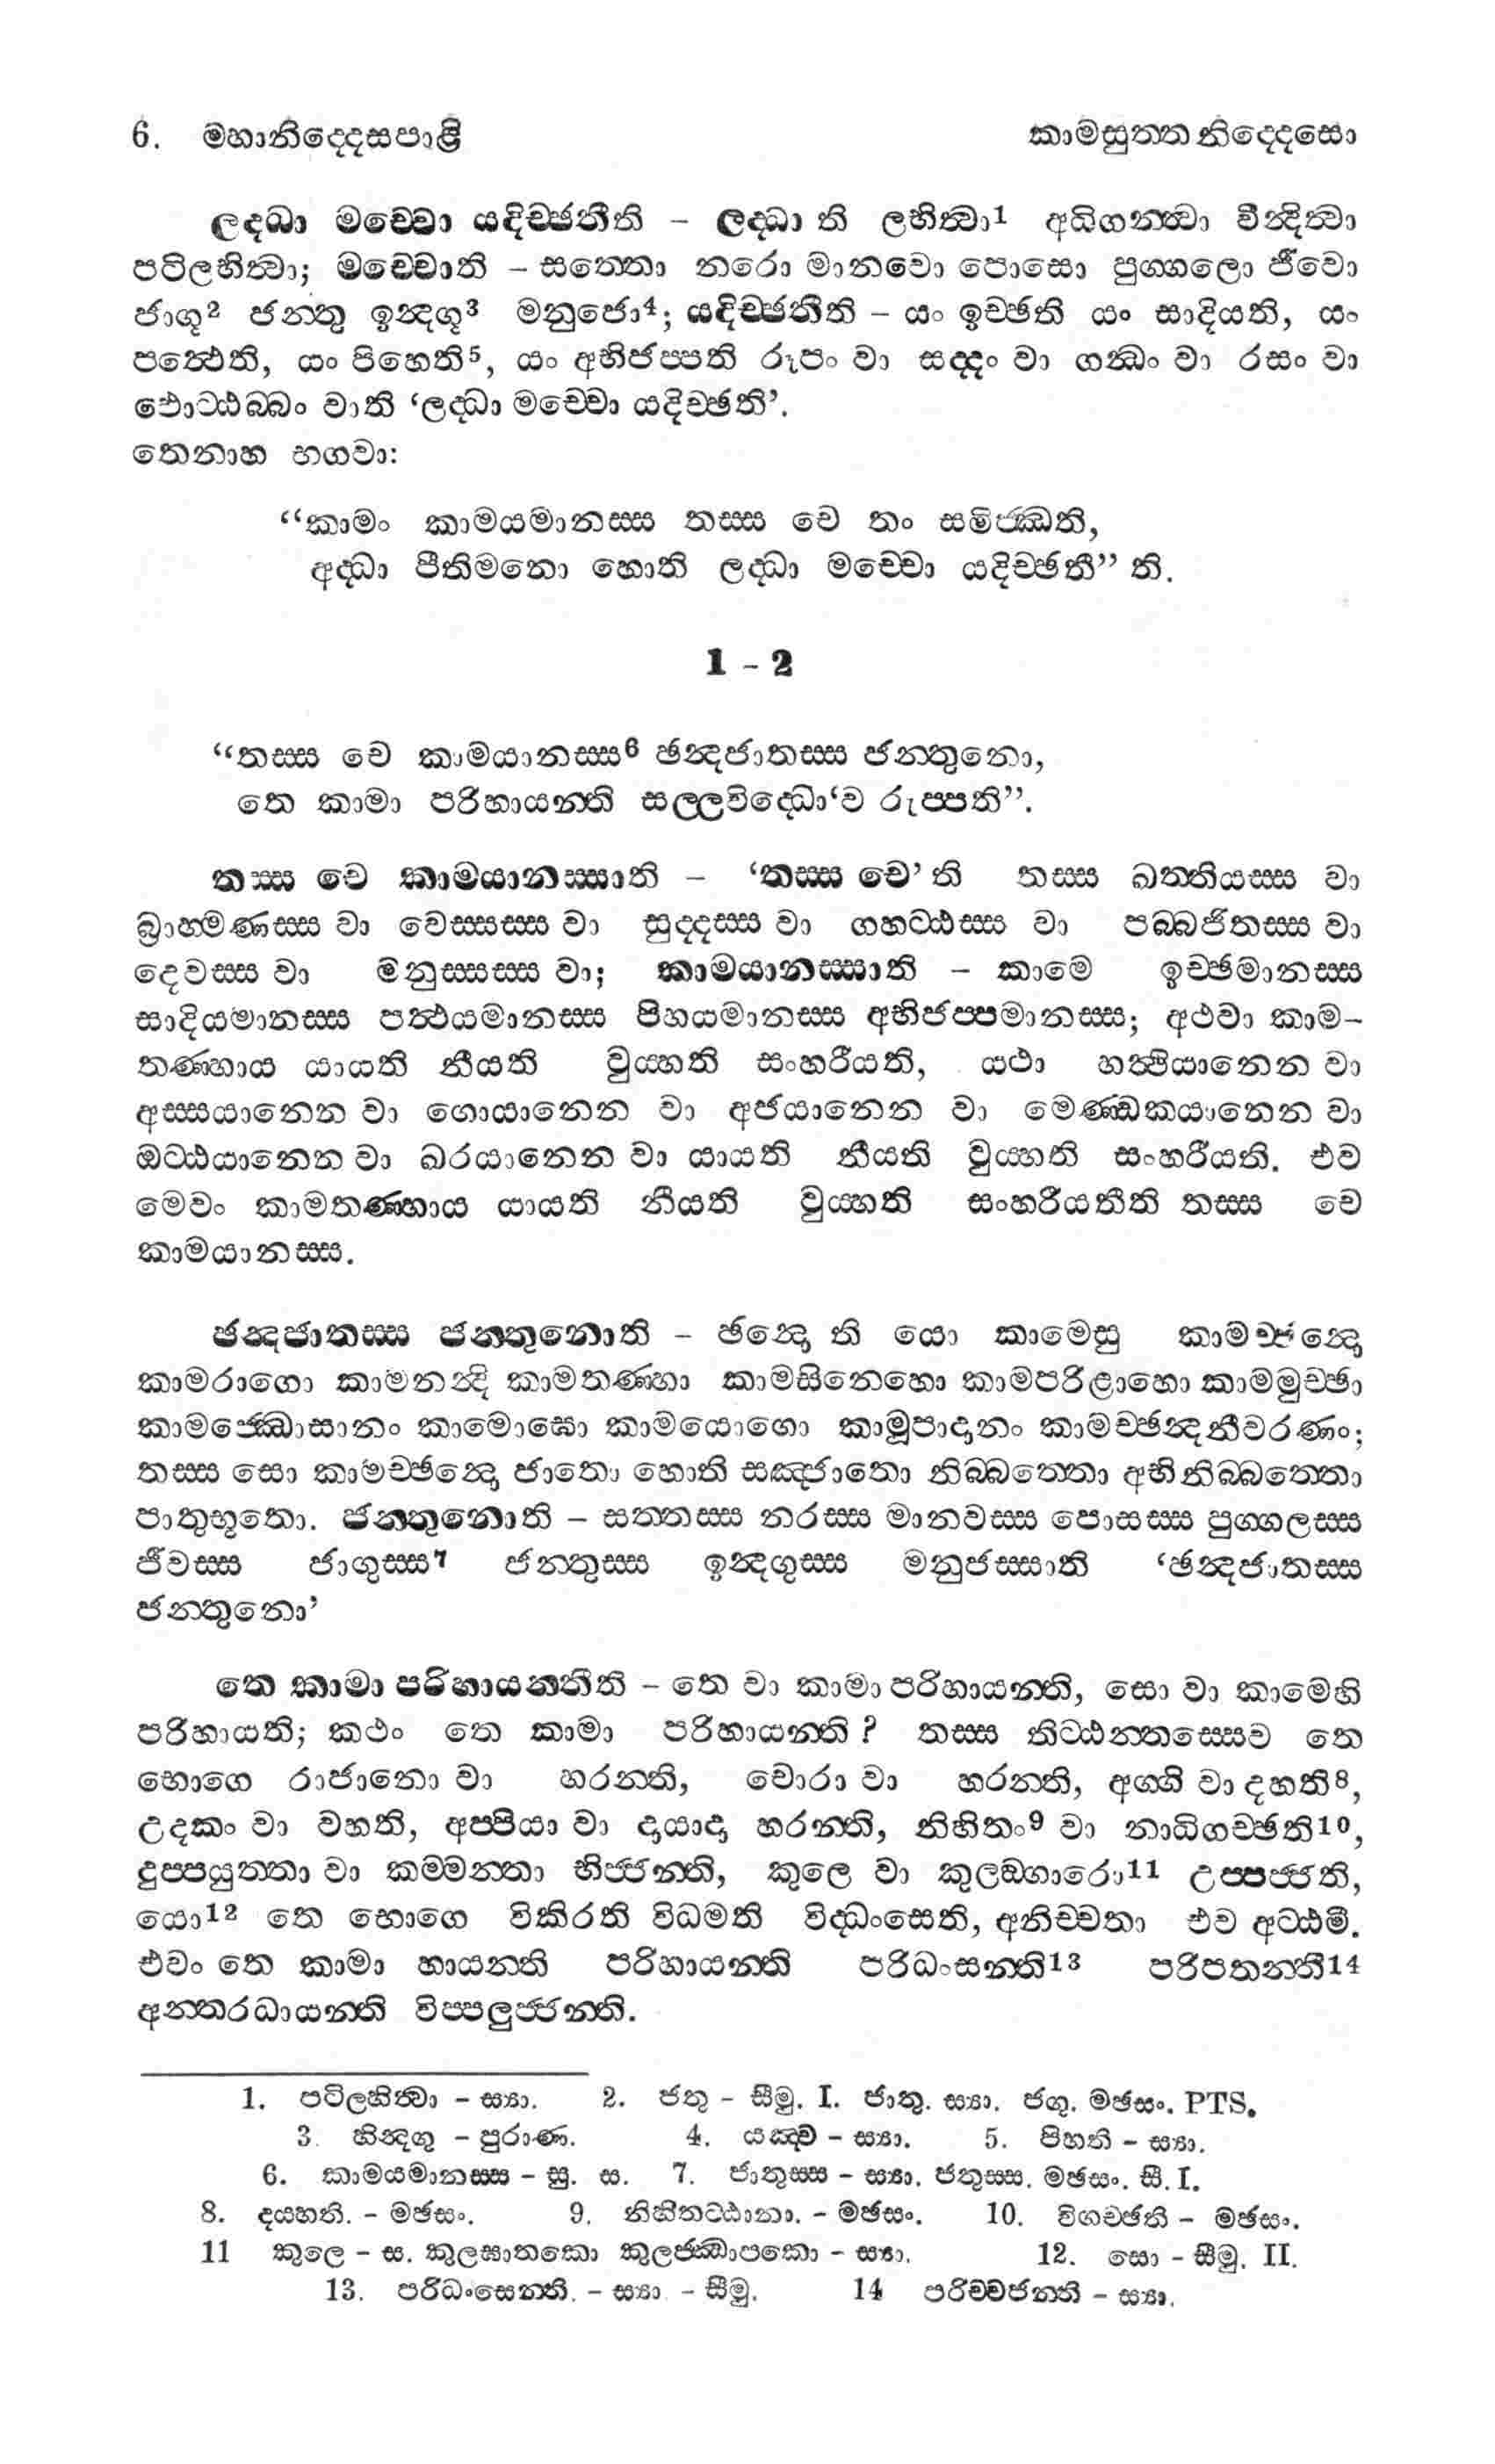 6. මහානිද්දෙසපාළි කාමසුත්තනිද්දෙසො
ලද්ධා මච්චො යදිච්ඡතීති – ලද්ධා ති ලභිත්වා1 අධිගන්ත්වා වින්දිත්වා
පටිලභිත්වා; මච්චොති – සත්තො නරො මානවො පොසො පුග්ගලො ජීවො
ජාගු2 ජන්තු ඉන්දගු3 මනුජො4; යදිච්ඡතීති – යං ඉච්ඡති යං සාදියති, යං
පත්ථෙති, යං පිහෙති5, යං අභිජප්පති රූපං වා සද්දං වා ගන්ධං වා රසං වා
ඵොට්ඨබ්බං වාති ‘ලද්ධා මච්චො යදිච්ඡති’.
තෙනාහ භගවා:
“කාමං කාමයමානස්ස තස්ස චෙ තං සමිජ්ඣති,
අද්ධා පීතිමනො හොති ලද්ධා මච්චො යදිච්ඡතී” ති.
1 – 2
“තස්ස චෙ කාමයානස්ස6 ඡන්දජාතස්ස ජන්තුනො,
තෙ කාමා පරිහායන්ති සල්ලවිද්ධො‘ව රුප්පති”.
තස්ස චෙ කාමයානස්සාති – ‘තස්ස චෙ’ ති තස්ස ඛත්තියස්ස වා
බ්‍රාහ්මණස්ස වා වෙස්සස්ස වා සුද්දස්ස වා ගහට්ඨස්ස වා පබ්බජිතස්ස වා
දෙවස්ස වා මනුස්සස්ස වා; කාමයානස්සාති – කාමෙ ඉච්ඡමානස්ස
සාදියමානස්ස පත්ථයමානස්ස පිහයමානස්ස අභිජප්පමානස්ස; අථවා කාම–
තණ්හාය යායති නීයති වුය්හති සංහරීයති, යථා හත්ථියානෙන වා
අස්සයානෙන වා ගොයානෙන වා අජයානෙන වා මෙණ්ඩකයානෙන වා
ඔට්ඨයානෙන වා ඛරයානෙන වා යායති නීයති වුය්හති සංහරීයති. එව
මෙවං කාමතණ්හාය යායති නීයති වුය්හති සංහරීයතීති තස්ස චෙ
කාමයානස්ස.
ඡන්දජාතස්ස ජන්තුනොති – ඡන්දො ති යො කාමෙසු කාමච්ඡන්දො
කාමරාගො කාමනන්දි කාමතණ්හා කාමසිනෙහො කාමපරිළාහො කාමමුච්ඡා
කාමජ්ඣොසානං කාමොඝො කාමයොගො කාමූපාදානං කාමච්ඡන්දනීවරණං;
තස්ස සො කාමච්ඡන්දො ජාතො හොති සඤ්ජාතො නිබ්බත්තො අභිනිබ්බත්තො
පාතුභූතො. ජන්තුනොති – සත්තස්ස නරස්ස මානවස්ස පොසස්ස පුග්ගලස්ස
ජීවස්ස ජාගුස්ස7 ජන්තුස්ස ඉන්දගුස්ස මනුජස්සාති ‘ඡන්දජාතස්ස
ජන්තුනො’
තෙ කාමා පරිහායන්තීති – තෙ වා කාමා පරිහායන්ති, සො වා කාමෙහි
පරිහායති; කථං තෙ කාමා පරිහායන්ති? තස්ස තිට්ඨන්තස්සෙව තෙ
භොගෙ රාජානො වා හරන්ති, චොරා වා හරන්ති, අග්ගි වා දහති8,
උදකං වා වහති, අප්පියා වා දායාදා හරන්ති, නිහිතං9 වා නාධිගච්ඡති10,
දුප්පයුත්තා වා කම්මන්තා භිජ්ජන්ති, කුලෙ වා කුලඞ්ගාරො11 උප්පජ්ජති,
යො12 තෙ භොගෙ විකිරති විධමති විද්ධංසෙති, අනිච්චතා එව අට්ඨමී.
එවං තෙ කාමා හායන්ති පරිහායන්ති පරිධංසන්ති13 පරිපතන්ති14
අන්තරධායන්ති විප්පලුජ්ජන්ති.
1. පටිලභිත්වා – ස්‍යා. 2. ජතු – සීමු. I. ජාතු. ස්‍යා. ජගු. මඡසං. PTS.
3. හින්දගු – පුරාණ. 4. යඤ්ච – ස්‍යා. 5. පිහති – ස්‍යා.
6. කාමයමානස්ස – සු. ස. 7. ජාතුස්ස – ස්‍යා. ජතුස්ස. මඡසං. සී. I.
8. දය්හති. – මඡසං. 9. නිහිතට්ඨානා. – මඡසං. 10. විගච්ඡති – මඡසං.
11 කුලෙ – ස. කුලඝාතකො කුලජ්ඣාපකො – ස්‍යා. 12. සො – සීමු. II.
13. පරිධංසෙන්ති. – ස්‍යා. – සීමු. 14 පරිච්චජන්ති – ස්‍යා.